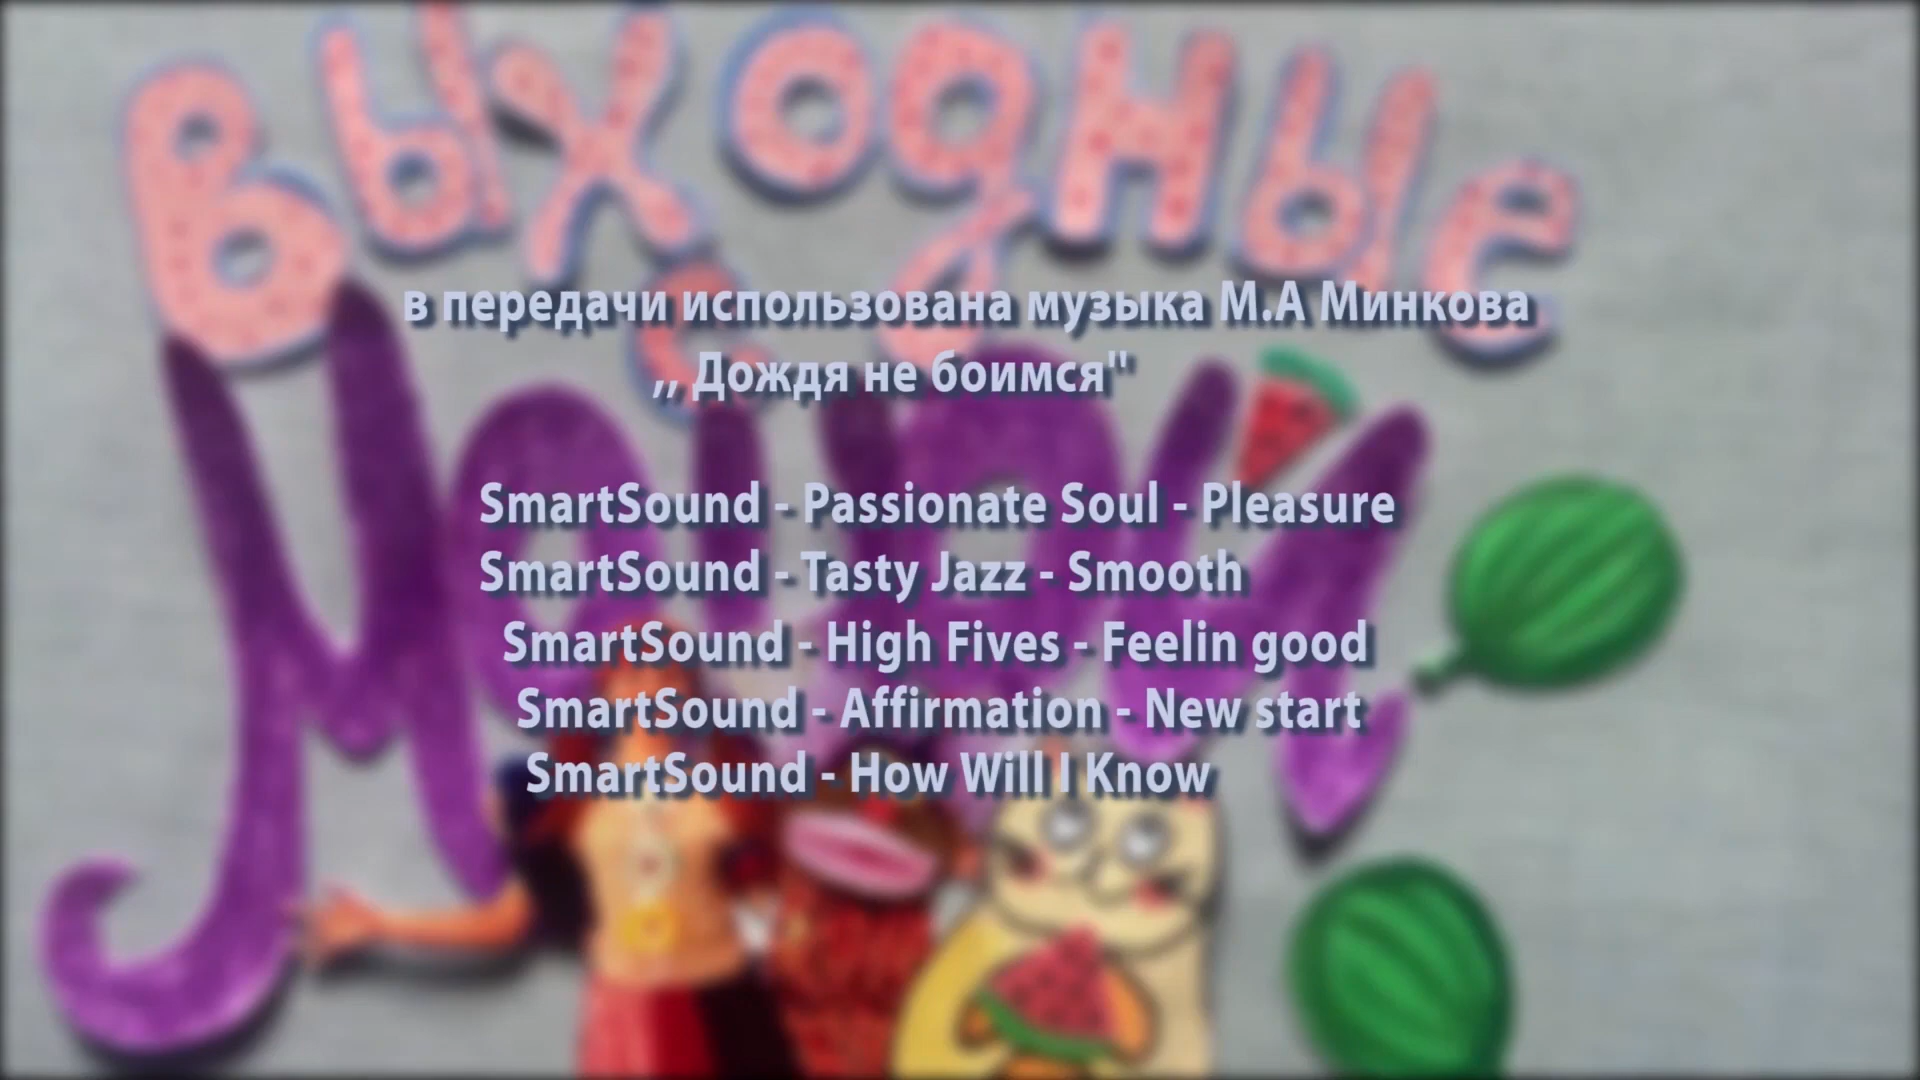 Выходные
с
в передачи использована музыка М.А Минкова
,, Дождя не боимся"
SmartSound - Passionate Soul - Pleasure
SmartSound - Tasty Jazz - Smooth
SmartSound - High Fives - Feelin good
SmartSound - Affirmation - New start
SmartSound - How Will I Know